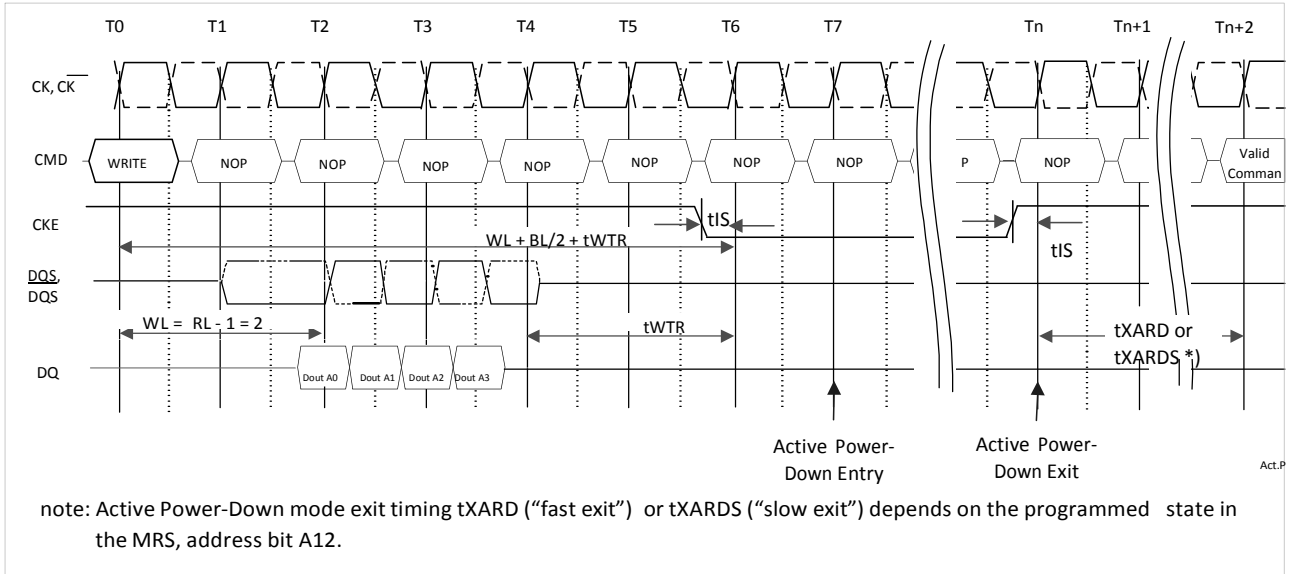 T0 T1 T2 T3 T4 T5 T6 T7 Tn Tn+1 Tn+2
CK, CK
CMD WRITE NOP NOP NOP NOP NOP NOP NOP P NOP Valid
Comman
CKE tIS tIS
WL + BL/2 + tWTR
DQS,
DQS
WL = RL - 1 = 2 tWTR tXARD or
tXARDS *)
DQ Dout A0 Dout A1 Dout A2 Dout A3
Active Power-
Down Entry
Active Power-
Down Exit
Act.P
note: Active Power-Down mode exit timing tXARD (“fast exit”) or tXARDS (“slow exit”) depends on the programmed state in
the MRS, address bit A12.